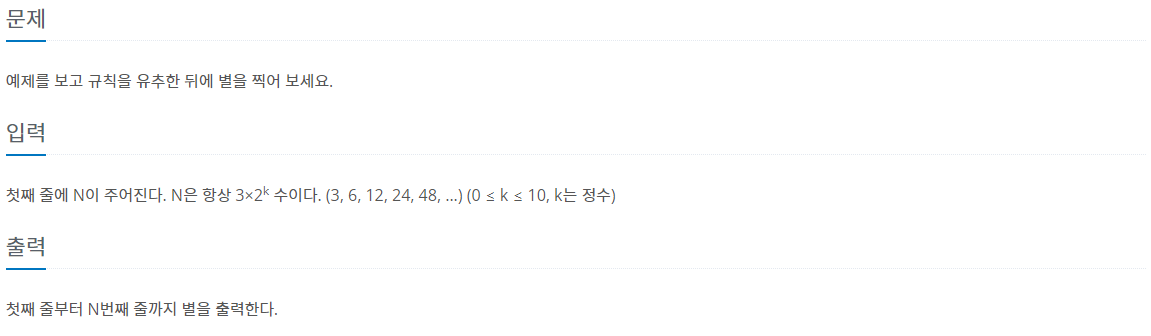 문제
예제를 보고 규칙을 유추한 뒤에 별을 찍어 보세요.
입력
첫째 줄에 N이 주어진다. N은 항상 3×2ᵏ 수이다. (3, 6, 12, 24, 48, ...) (0 ≤ k ≤ 10, k는 정수)
출력
첫째 줄부터 N번째 줄까지 별을 출력한다.